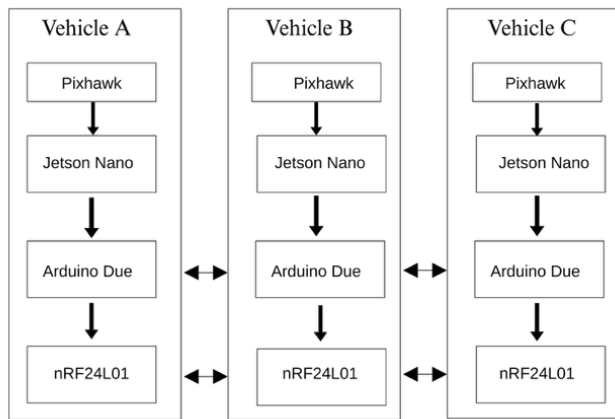 Vehicle A
Pixhawk
Jetson Nano
Arduino Due
nRF24L01
Vehicle B
Pixhawk
Jetson Nano
Arduino Due
nRF24L01
Vehicle C
Pixhawk
Jetson Nano
Arduino Due
nRF24L01